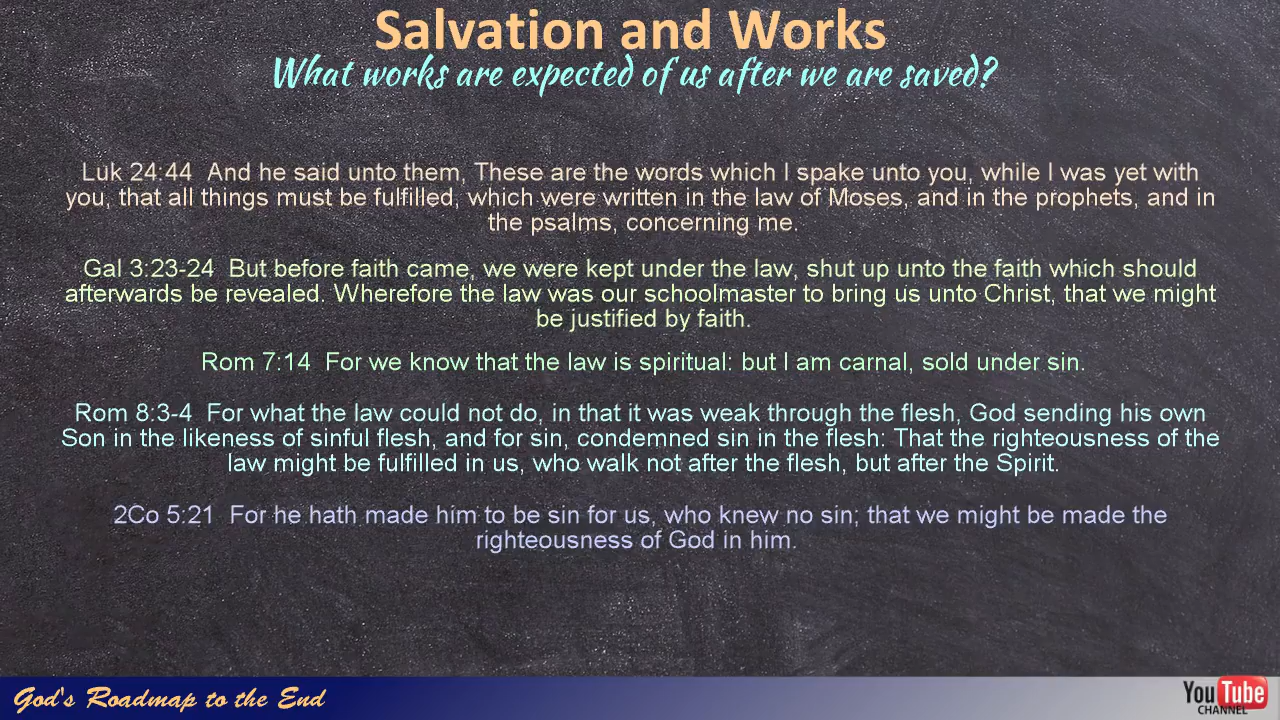 Salvation and Works
What works are expected of us after we are saved?
Luk 24:44  And he said unto them, These are the words which I spake unto you, while I was yet with
you, that all things must be fulfilled, which were written in the law of Moses, and in the prophets, and in
the psalms, concerning me.
Gal 3:23-24  But before faith came, we were kept under the law, shut up unto the faith which should
afterwards be revealed. Wherefore the law was our schoolmaster to bring us unto Christ, that we might
be justified by faith.
Rom 7:14  For we know that the law is spiritual: but I am carnal, sold under sin.
Rom 8:3-4  For what the law could not do, in that it was weak through the flesh, God sending his own
Son in the likeness of sinful flesh, and for sin, condemned sin in the flesh: That the righteousness of the
law might be fulfilled in us, who walk not after the flesh, but after the Spirit.
2Co 5:21  For he hath made him to be sin for us, who knew no sin; that we might be made the
righteousness of God in him.
God's Roadmap to the End
YouTube
CHANNEL